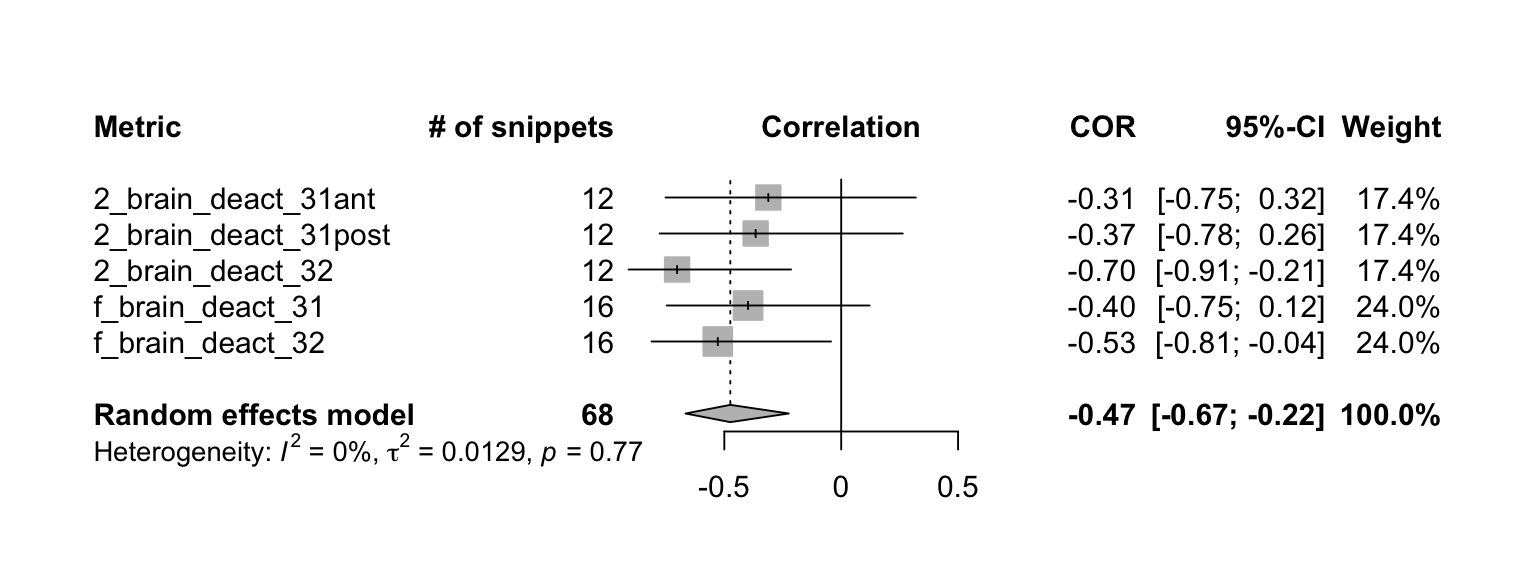 Metric # of snippets Correlation COR 95%-CI Weight
2_brain_deact_31ant 12 -0.31 [-0.75; 0.32] 17.4%
2_brain_deact_31post 12 -0.37 [-0.78; 0.26] 17.4%
2_brain_deact_32 12 -0.70 [-0.91; -0.21] 17.4%
f_brain_deact_31 16 -0.40 [-0.75; 0.12] 24.0%
f_brain_deact_32 16 -0.53 [-0.81; -0.04] 24.0%
Random effects model 68 -0.47 [-0.67; -0.22] 100.0%
Heterogeneity: I² = 0%, τ² = 0.0129, p = 0.77
-0.5 0 0.5